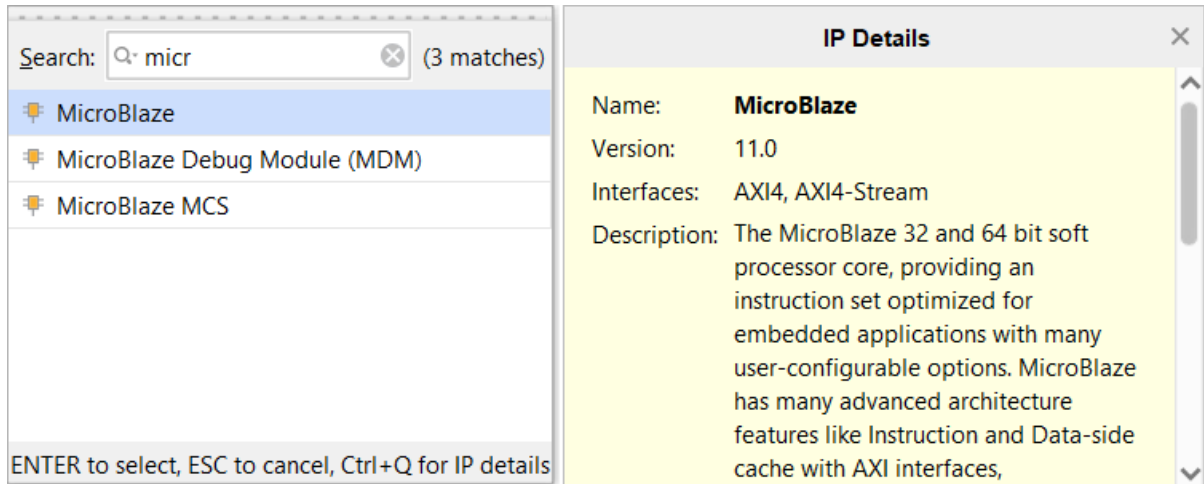 Search: micr (3 matches)
MicroBlaze
MicroBlaze Debug Module (MDM)
MicroBlaze MCS
ENTER to select, ESC to cancel, Ctrl+Q for IP details
IP Details
Name: MicroBlaze
Version: 11.0
Interfaces: AXI4, AXI4-Stream
Description: The MicroBlaze 32 and 64 bit soft
processor core, providing an
instruction set optimized for
embedded applications with many
user-configurable options. MicroBlaze
has many advanced architecture
features like Instruction and Data-side
cache with AXI interfaces,